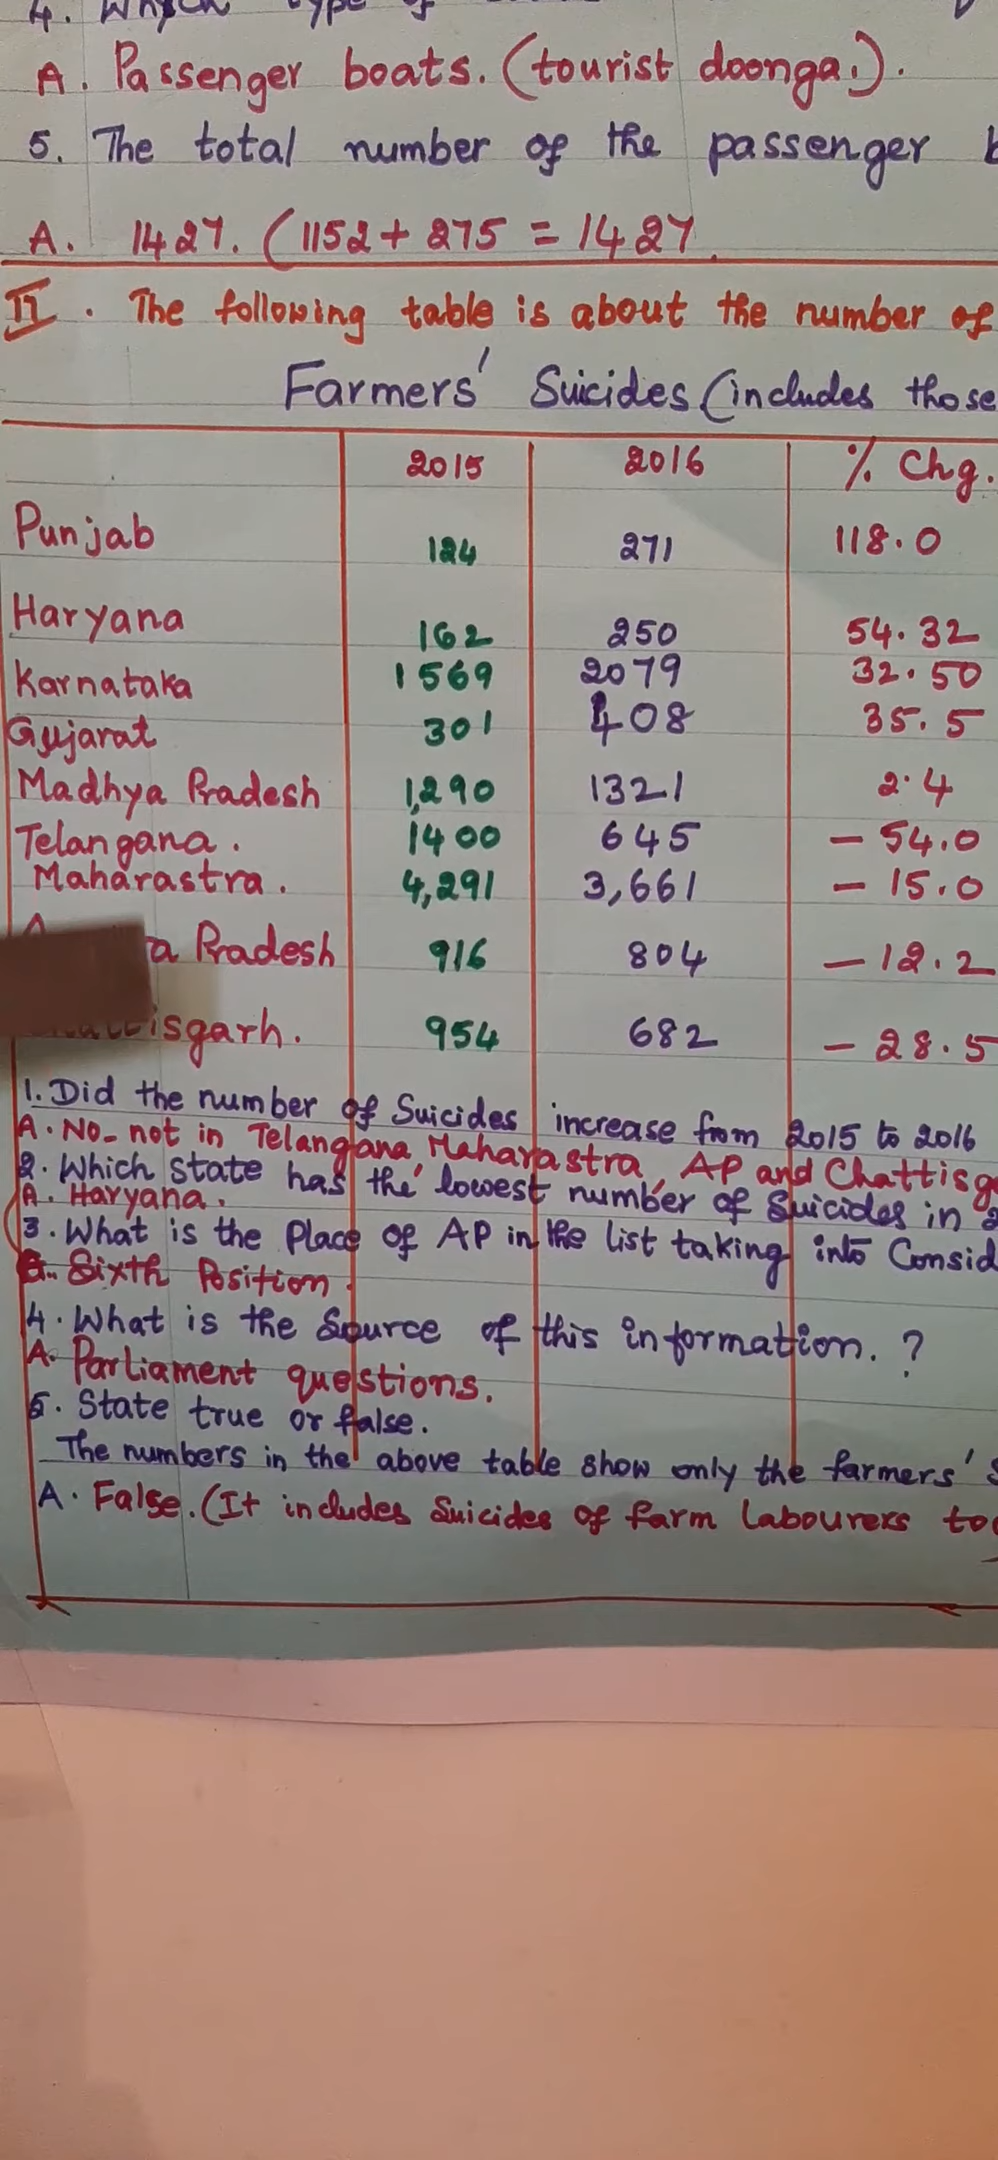 4. Which type of
A. Passenger boats. (tourist doonga.).
5. The total number of the passenger
A. 1427. (1152 + 275 = 1427
II. The following table is about the number of
Farmers' Suicides (includes those
2015 2016 % Chg.
Punjab 124 271 118.0
Haryana 162 250 54.32
Karnataka 1569 2079 32.50
Gujarat 301 408 35.5
Madhya Pradesh 1,290 1321 2.4
Telangana. 1400 645 - 54.0
Maharastra. 4,291 3,661 - 15.0
Pradesh 916 804 - 12.2
954 682 - 28.5
1. Did the number of Suicides increase from 2015 to 2016
A. No- not in Telangana, Maharastra, AP and
2. Which state has the lowest number of Suicides in
A. Haryana.
3. What is the Place of AP in the list taking into
Sixth Position.
4. What is the Source of this information. ?
A. Parliament questions.
5. State true or false.
The numbers in the above table show only the farmers'
A. False. (It includes Suicides of farm labourers